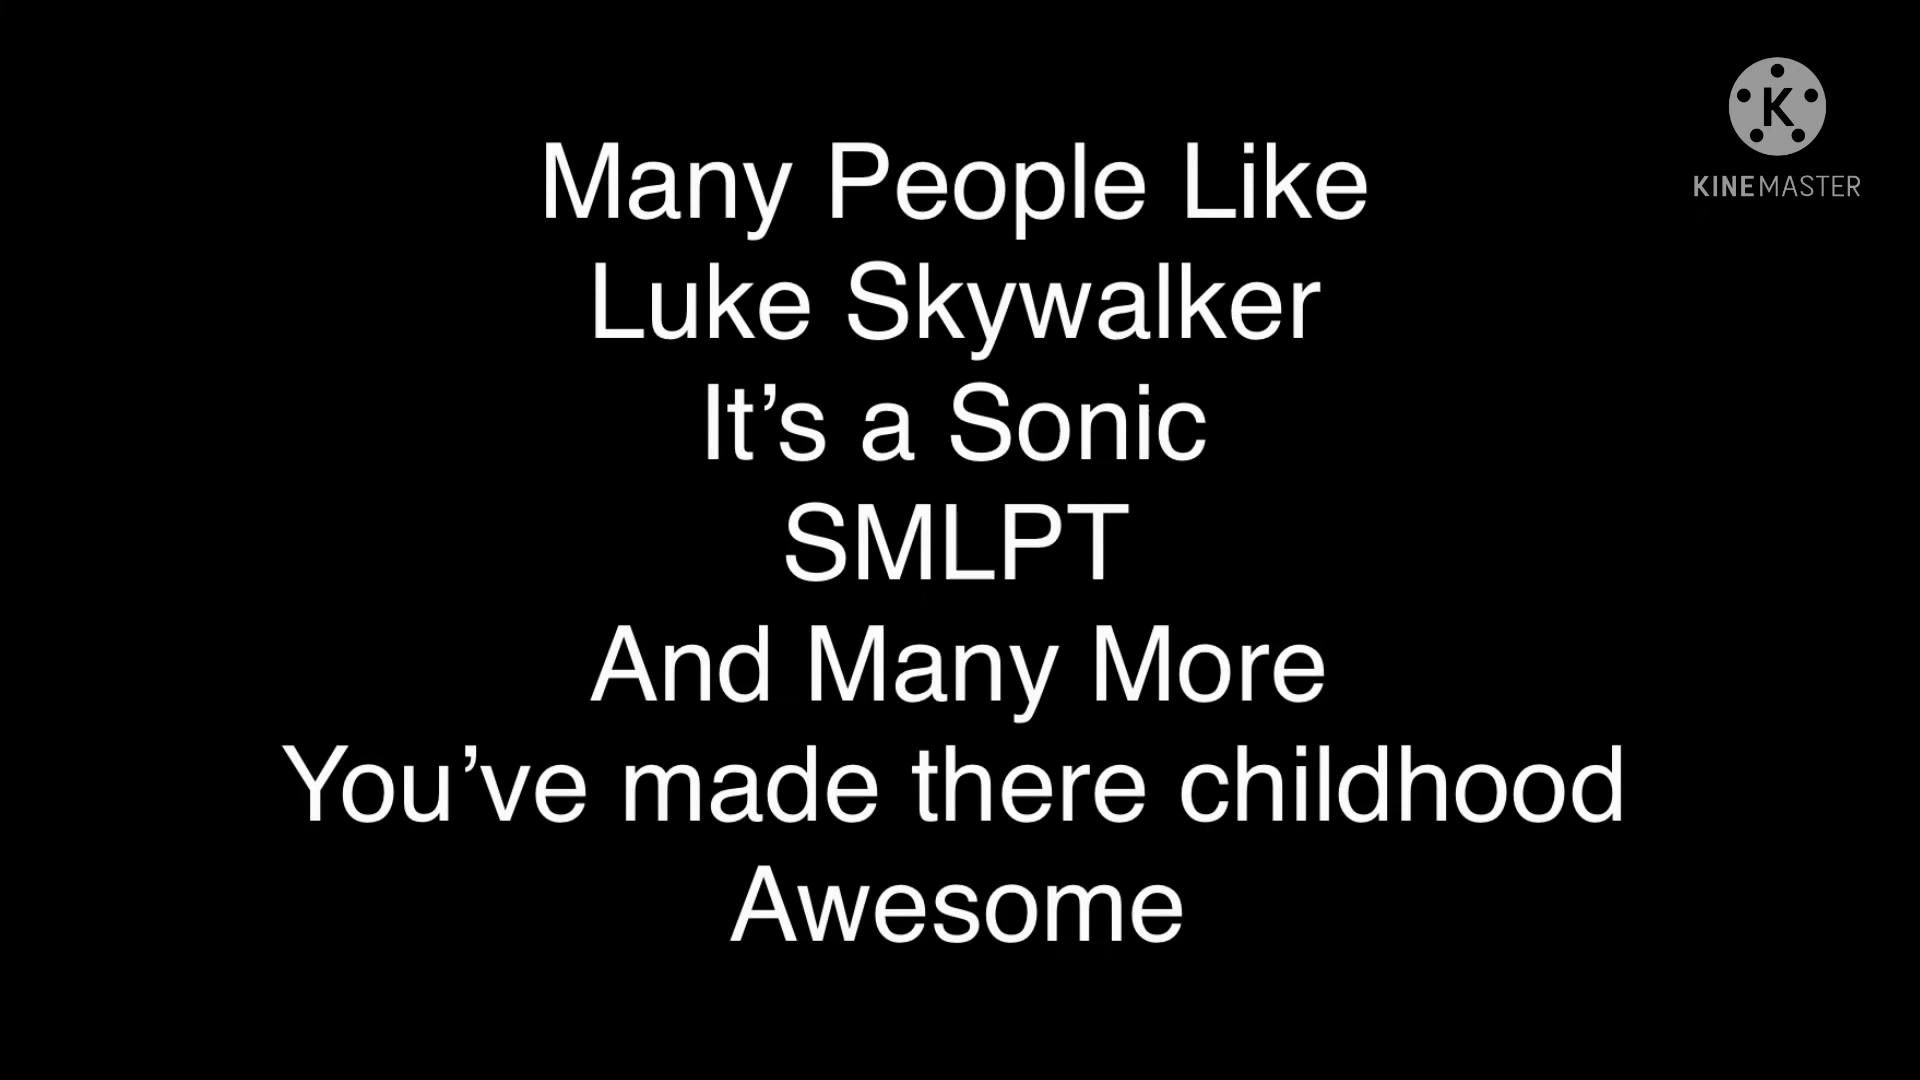 K
KINEMASTER
Many People Like
Luke Skywalker
It’s a Sonic
SMLPT
And Many More
You’ve made there childhood
Awesome